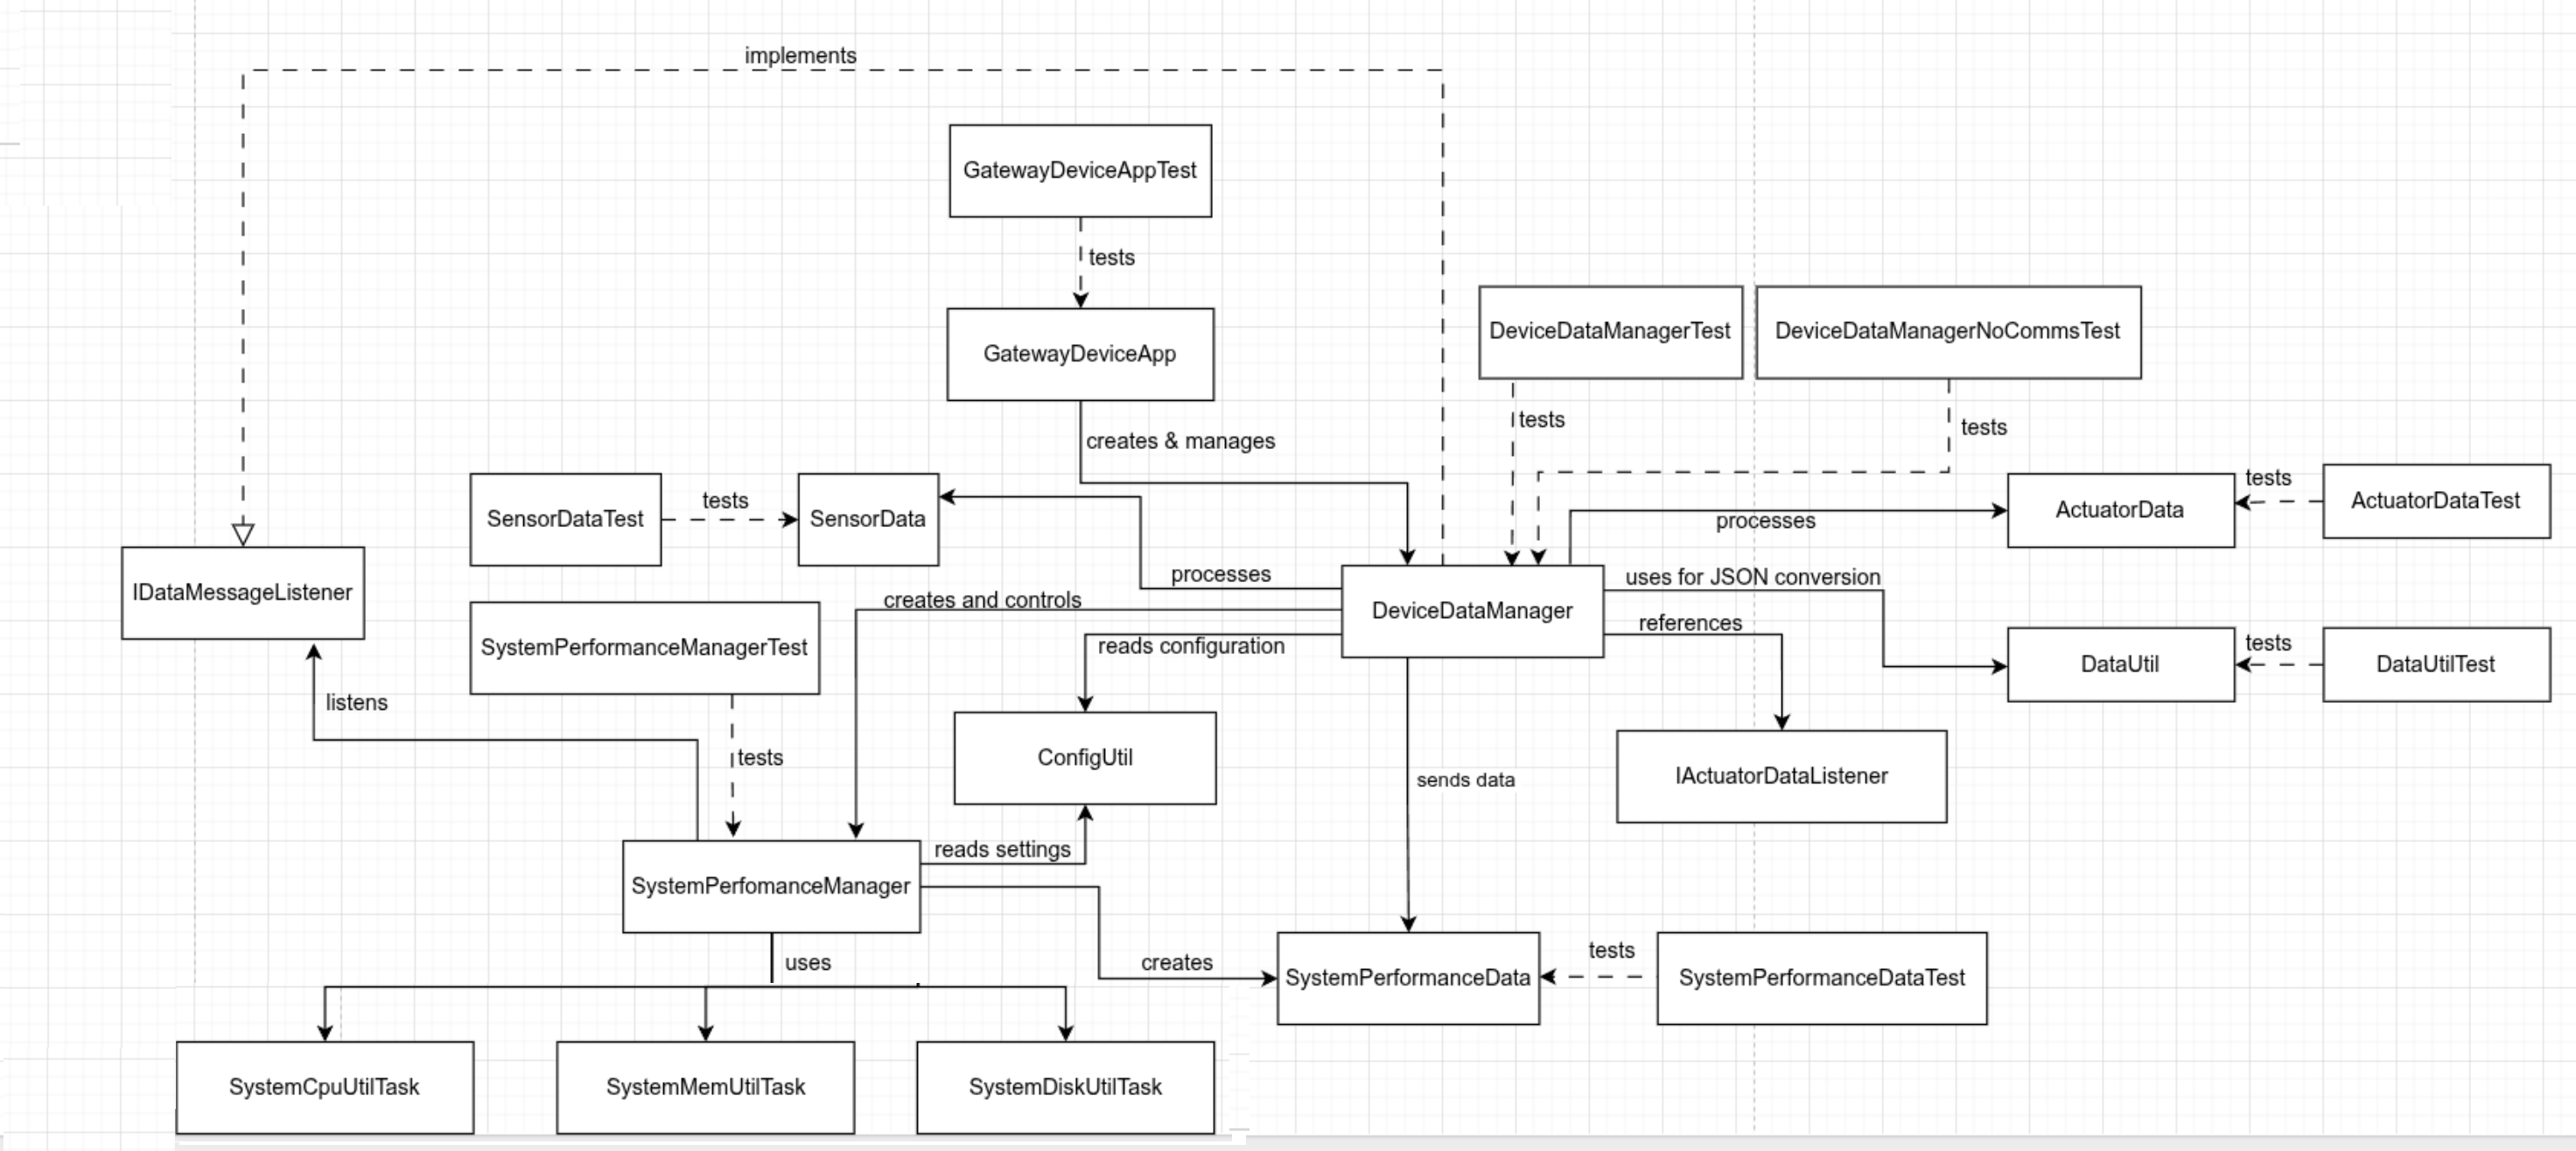 implements
GatewayDeviceAppTest
tests
GatewayDeviceApp
DeviceDataManagerTest
DeviceDataManagerNoCommsTest
tests
tests
creates & manages
SensorDataTest
tests
SensorData
processes
ActuatorData
tests
ActuatorDataTest
IDataMessageListener
processes
creates and controls
DeviceDataManager
uses for JSON conversion
references
SystemPerformanceManagerTest
reads configuration
DataUtil
tests
DataUtilTest
listens
tests
ConfigUtil
sends data
IActuatorDataListener
reads settings
SystemPerfomanceManager
uses
creates
SystemPerformanceData
tests
SystemPerformanceDataTest
SystemCpuUtilTask
SystemMemUtilTask
SystemDiskUtilTask